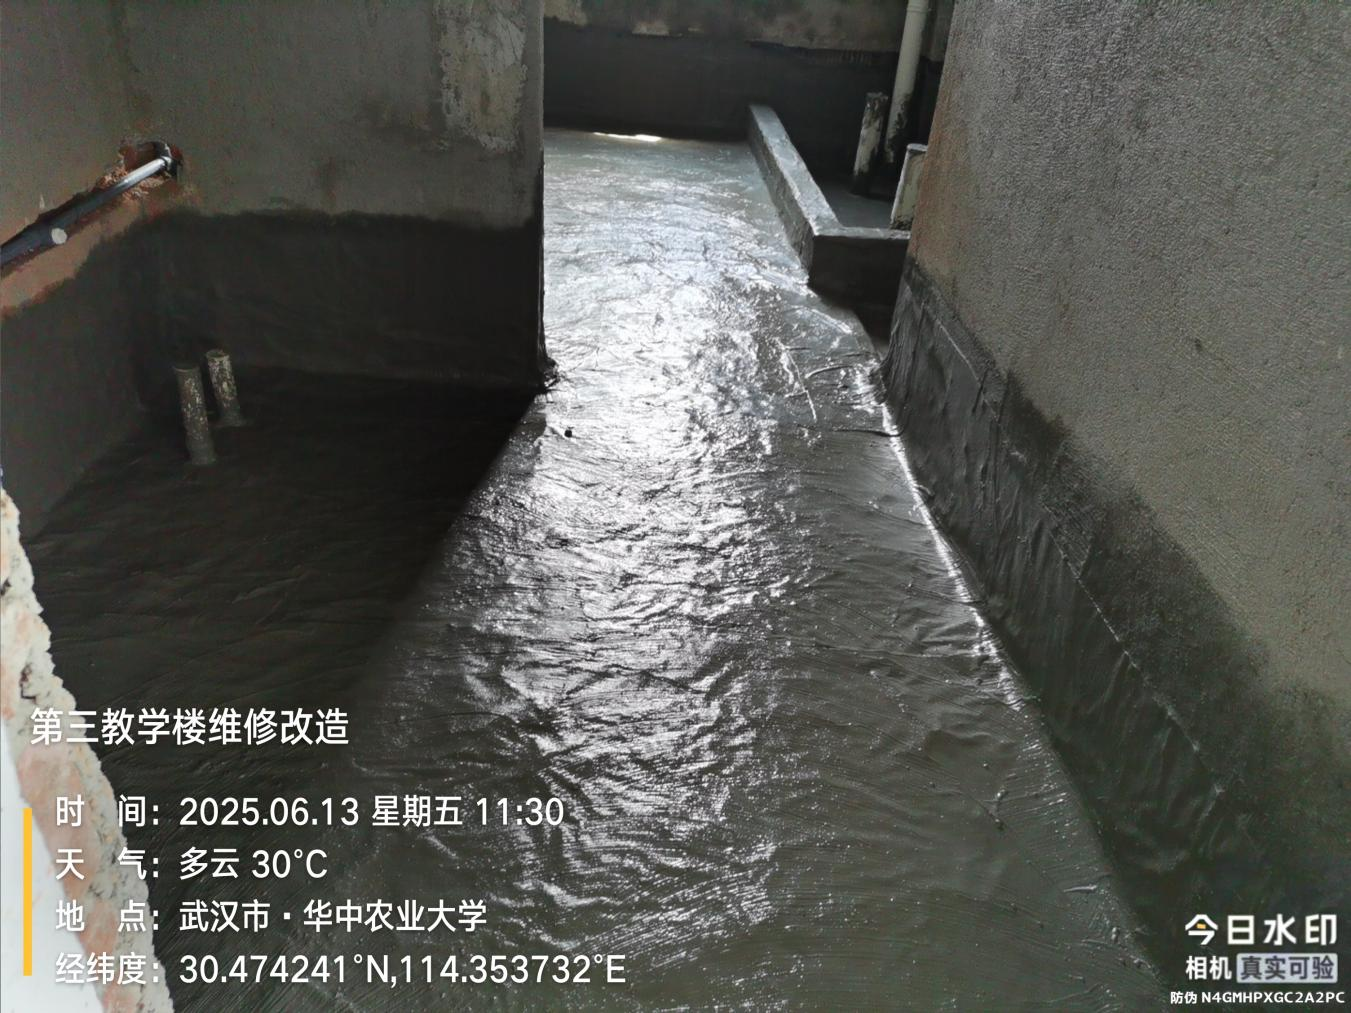 第三教学楼维修改造
时 间：2025.06.13 星期五 11:30
天 气：多云 30°C
地 点：武汉市·华中农业大学
经纬度：30.474241°N,114.353732°E
今日水印
相机 真实可验
防伪 N4GMHPXGC2A2PC